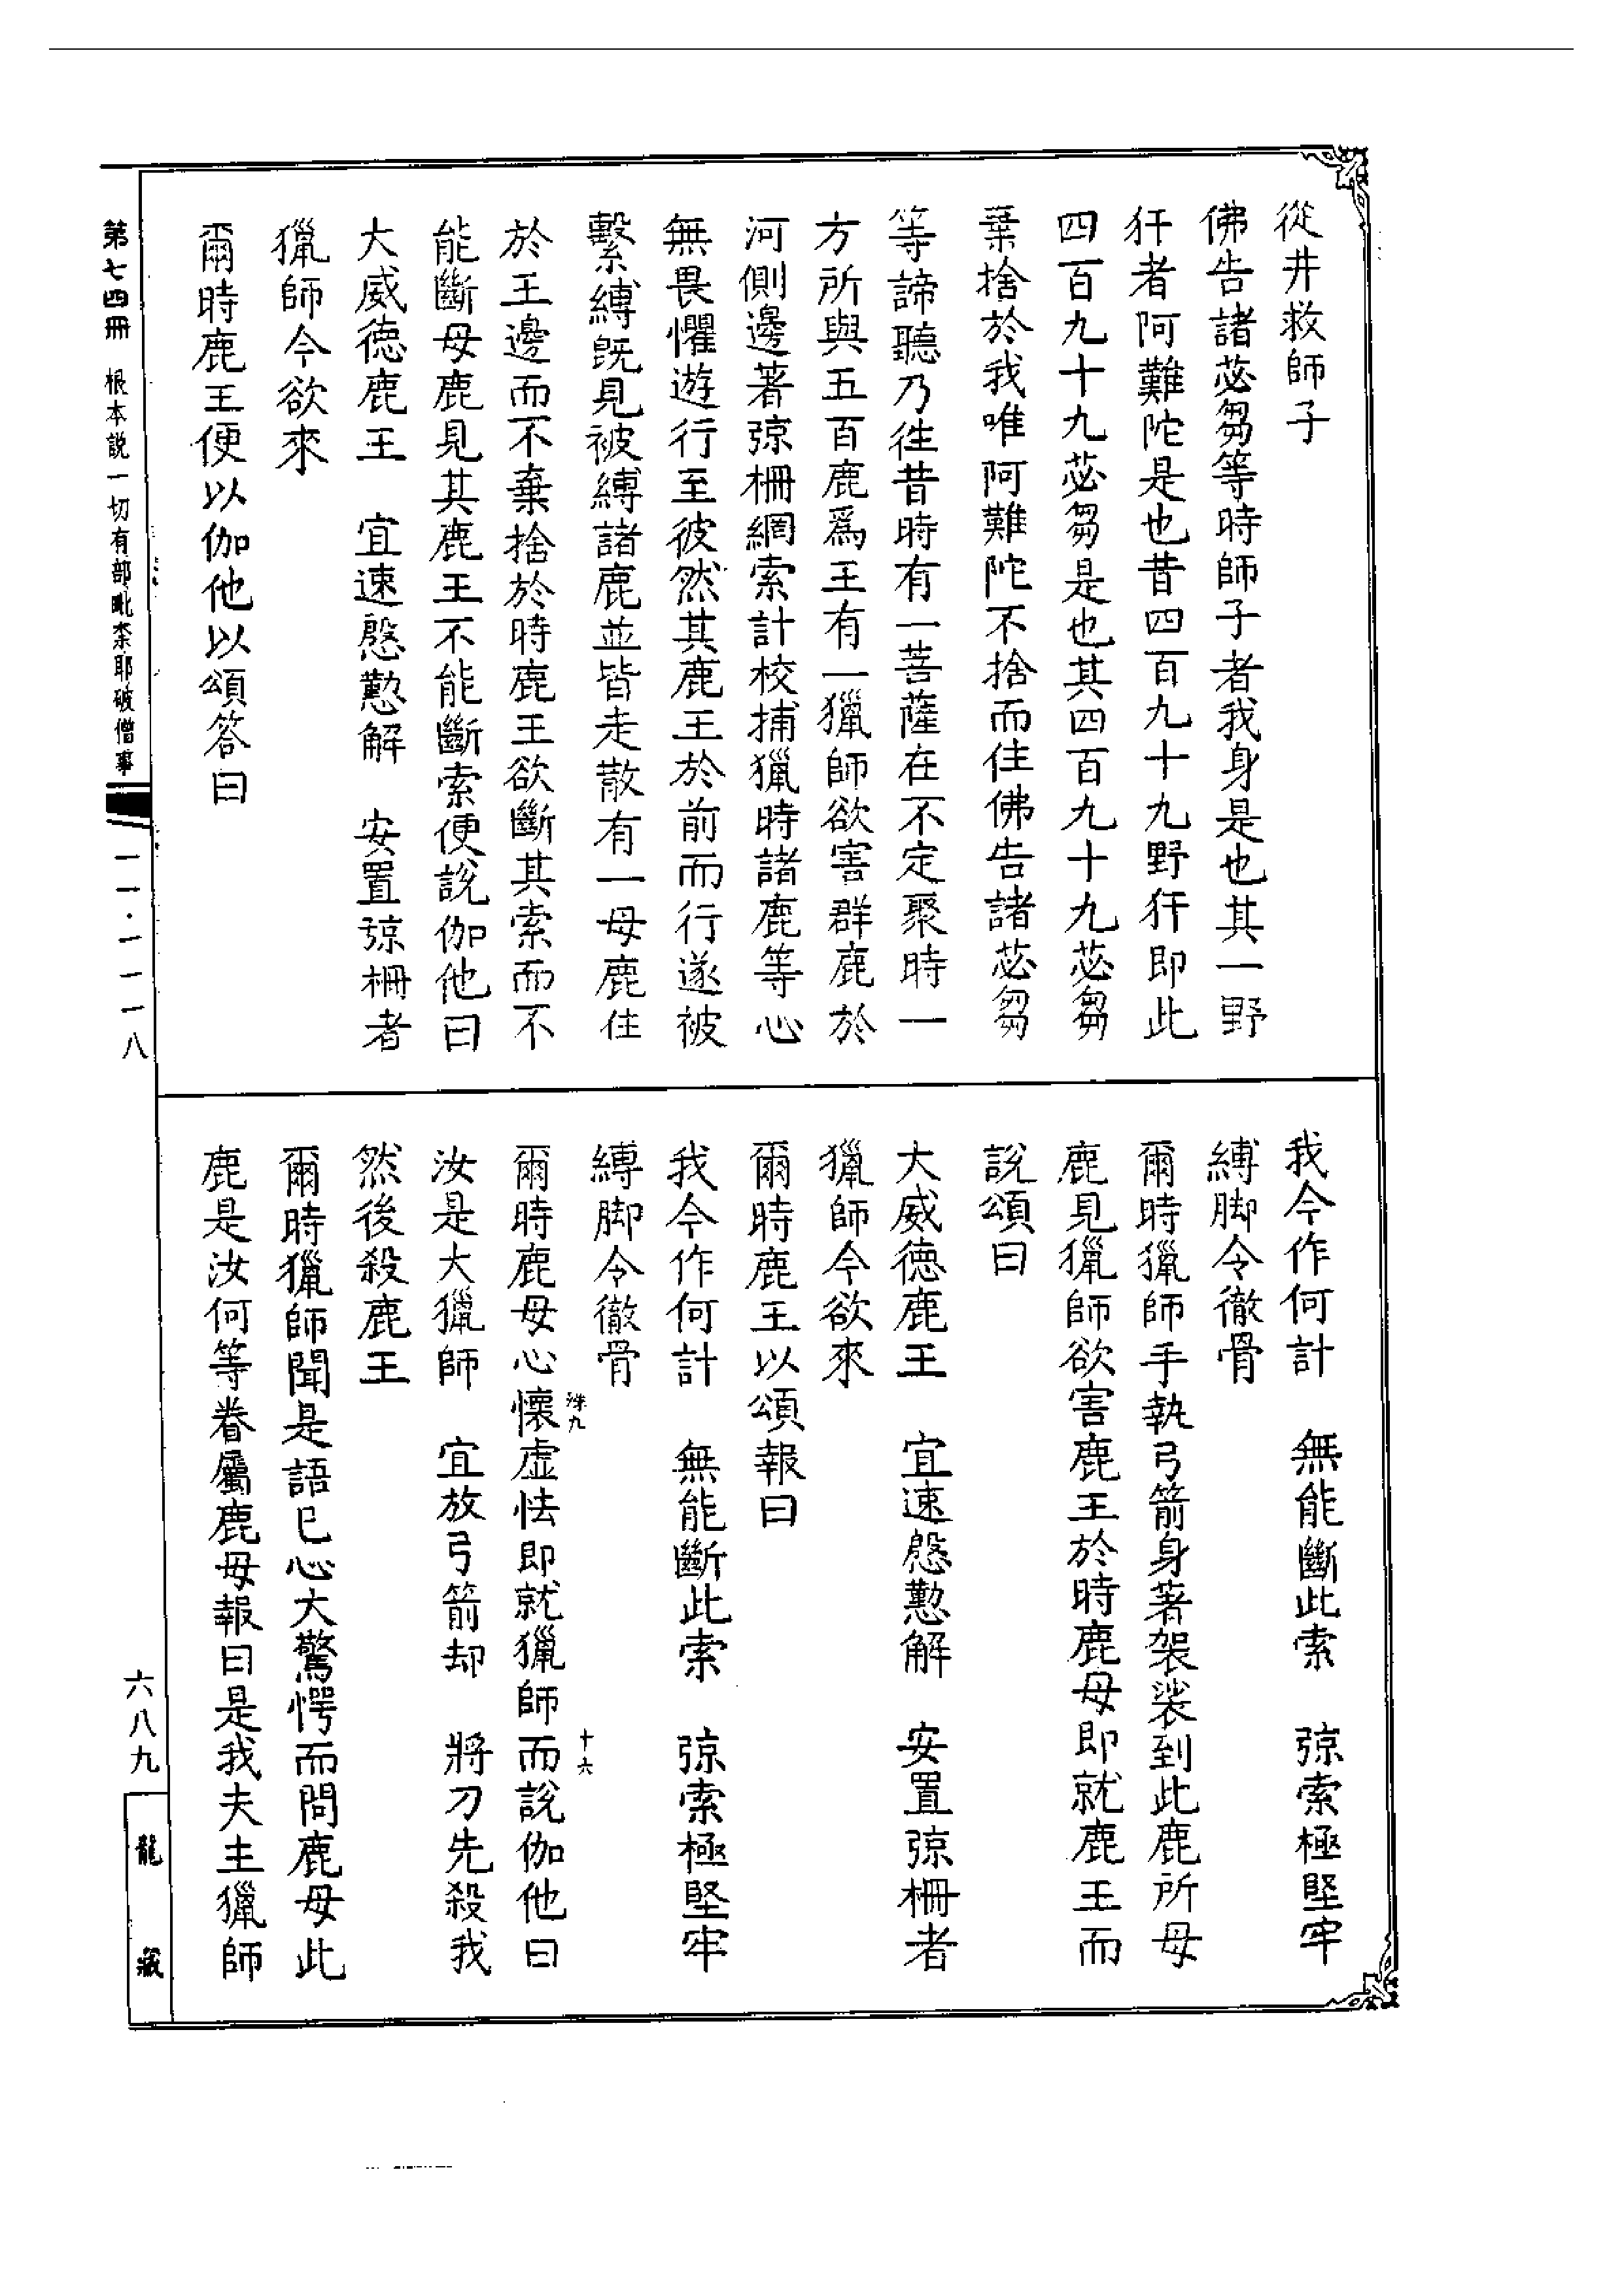 從井救師子
佛告諸苾芻等時師子者我身是也其一野
犴者阿難陀是也昔四百九十九野犴即此
四百九十九苾芻是也其四百九十九苾芻
棄捨於我唯阿難陀不捨而住佛告諸苾芻
等諦聽乃往昔時有一菩薩在不定聚時一
方所與五百鹿爲王有一獵師欲害群鹿於
河側邊著弶柵網索計校捕獵時諸鹿等心
無畏懼遊行至彼然其鹿王於前而行遂被
繫縛既見被縛諸鹿並皆走散有一母鹿住
於王邊而不棄捨於時鹿王欲斷其索而不
能斷母鹿見其鹿王不能斷索便說伽他曰
大威德鹿王　宜速慇懃解　安置弶柵者
獵師今欲來
爾時鹿王便以伽他以頌答曰
我今作何計　無能斷此索　弶索極堅牢
縛脚令徹骨
爾時獵師手執弓箭身著袈裟到此鹿所母
鹿見獵師欲害鹿王於時鹿母即就鹿王而
說頌曰
大威德鹿王　宜速慇懃解　安置弶柵者
獵師今欲來
爾時鹿王以頌報曰
我今作何計　無能斷此索　弶索極堅牢
縛脚令徹骨
爾時鹿母心懷虛怯即就獵師而說伽他曰
汝是大獵師　宜放弓箭却　將刀先殺我
然後殺鹿王
爾時獵師聞是語已心大驚愕而問鹿母此
鹿是汝何等眷屬鹿母報曰是我夫主獵師
十六
第七四冊　根本説一切有部毗柰耶破僧事
一一·一一一八
六八九
龍藏